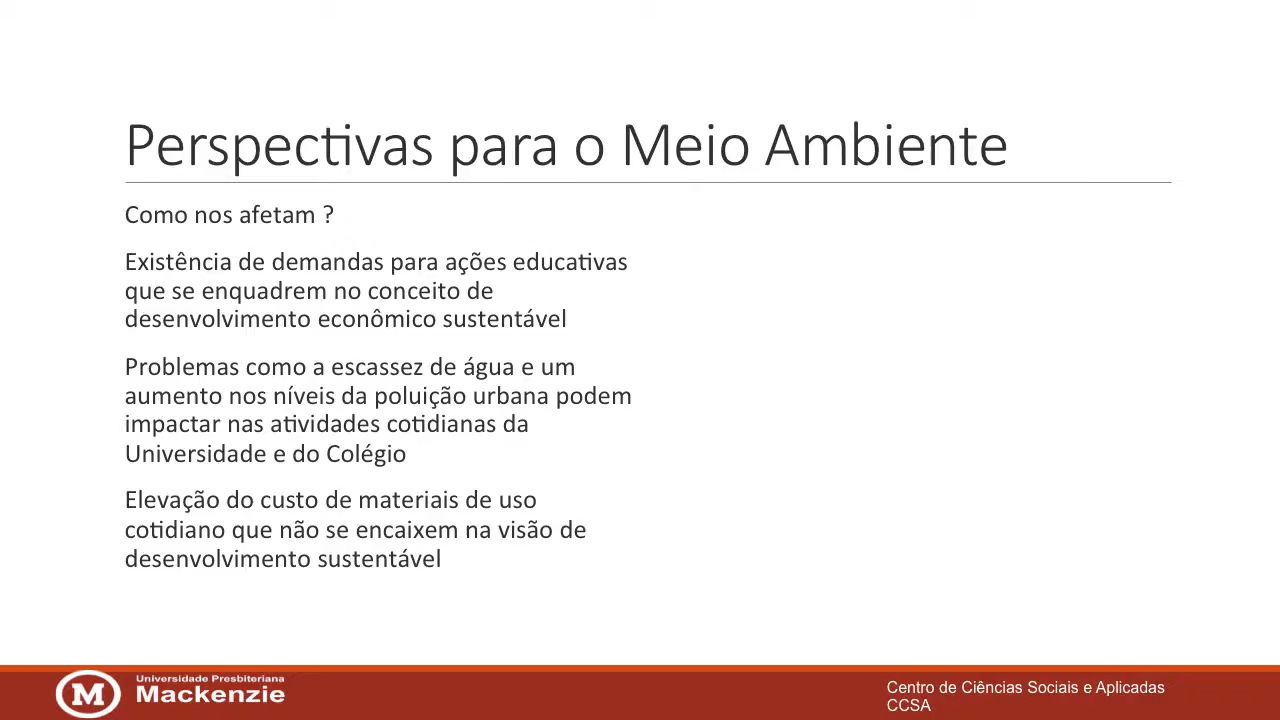 Perspectivas para o Meio Ambiente
Como nos afetam ?
Existência de demandas para ações educativas
que se enquadrem no conceito de
desenvolvimento econômico sustentável
Problemas como a escassez de água e um
aumento nos níveis da poluição urbana podem
impactar nas atividades cotidianas da
Universidade e do Colégio
Elevação do custo de materiais de uso
cotidiano que não se encaixem na visão de
desenvolvimento sustentável
M
Universidade Presbiteriana
Mackenzie
Centro de Ciências Sociais e Aplicadas
CCSA